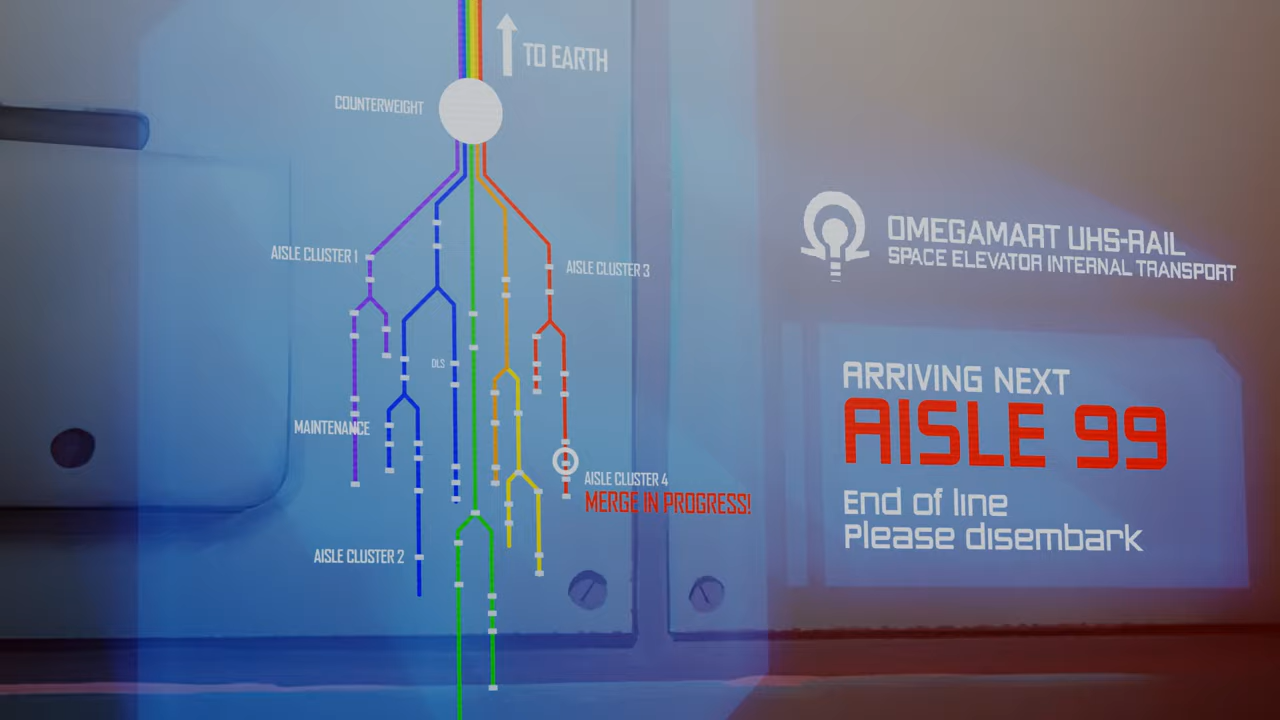 TO EARTH
COUNTERWEIGHT
OMEGAMART UHS-RAIL
SPACE ELEVATOR INTERNAL TRANSPORT
AISLE CLUSTER 1
AISLE CLUSTER 3
DLS
ARRIVING NEXT
AISLE 99
MAINTENANCE
AISLE CLUSTER 4
MERGE IN PROGRESS!
End of line
Please disembark
AISLE CLUSTER 2